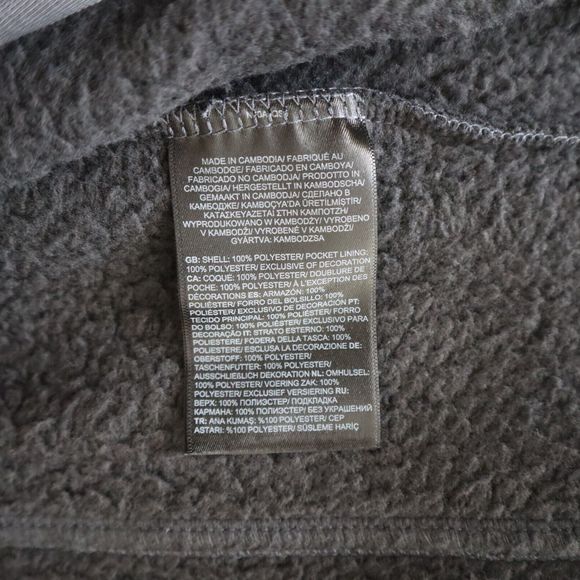 MADE IN CAMBODIA/ FABRIQUÉ AU
CAMBODGE/ FABRICADO EN CAMBOYA/
FABRICADO NO CAMBODJA/ PRODOTTO IN
CAMBOGIA/ HERGESTELLT IN KAMBODSCHA/
GEMAAKT IN CAMBODJA/ СДЕЛАНО В
КАМБОДЖЕ/ KAMBOÇYA'DA ÜRETİLMİŞTİR/
ΚΑΤΑΣΚΕΥΑΖΕΤΑΙ ΣΤΗΝ ΚΑΜΠΟΤΖΗ/
WYPRODUKOWANO W KAMBODŻY/ VYROBENO
V KAMBODŽI/ VYROBENÉ V KAMBODŽI/
GYÁRTVA: KAMBODZSA
GB: SHELL: 100% POLYESTER/ POCKET LINING:
100% POLYESTER/ EXCLUSIVE OF DECORATION
CA: COQUE: 100% POLYESTER/ DOUBLURE DE
POCHE: 100% POLYESTER/ À L'EXCEPTION DES
DÉCORATIONS ES: ARMAZÓN: 100%
POLIÉSTER/ FORRO DEL BOLSILLO: 100%
POLIÉSTER/ EXCLUSIVO DE DECORACIÓN PT:
TECIDO PRINCIPAL: 100% POLIÉSTER/ FORRO
DO BOLSO: 100% POLIÉSTER/ EXCLUSIVO PARA
DECORAÇÃO IT: STRATO ESTERNO: 100%
POLIESTERE/ FODERA DELLA TASCA: 100%
POLIESTERE/ ESCLUSA LA DECORAZIONE DE:
OBERSTOFF: 100% POLYESTER/
TASCHENFUTTER: 100% POLYESTER/
AUSSCHLIEßLICH DEKORATION NL: OMHULSEL:
100% POLYESTER/ VOERING ZAK: 100%
POLYESTER/ EXCLUSIEF VERSIERING RU:
ВЕРХ: 100% ПОЛИЭСТЕР/ ПОДКЛАДКА
КАРМАНА: 100% ПОЛИЭСТЕР/ БЕЗ УКРАШЕНИЙ
TR: ANA KUMAŞ: %100 POLYESTER/ CEP
ASTARI: %100 POLYESTER/ SÜSLEME HARİÇ